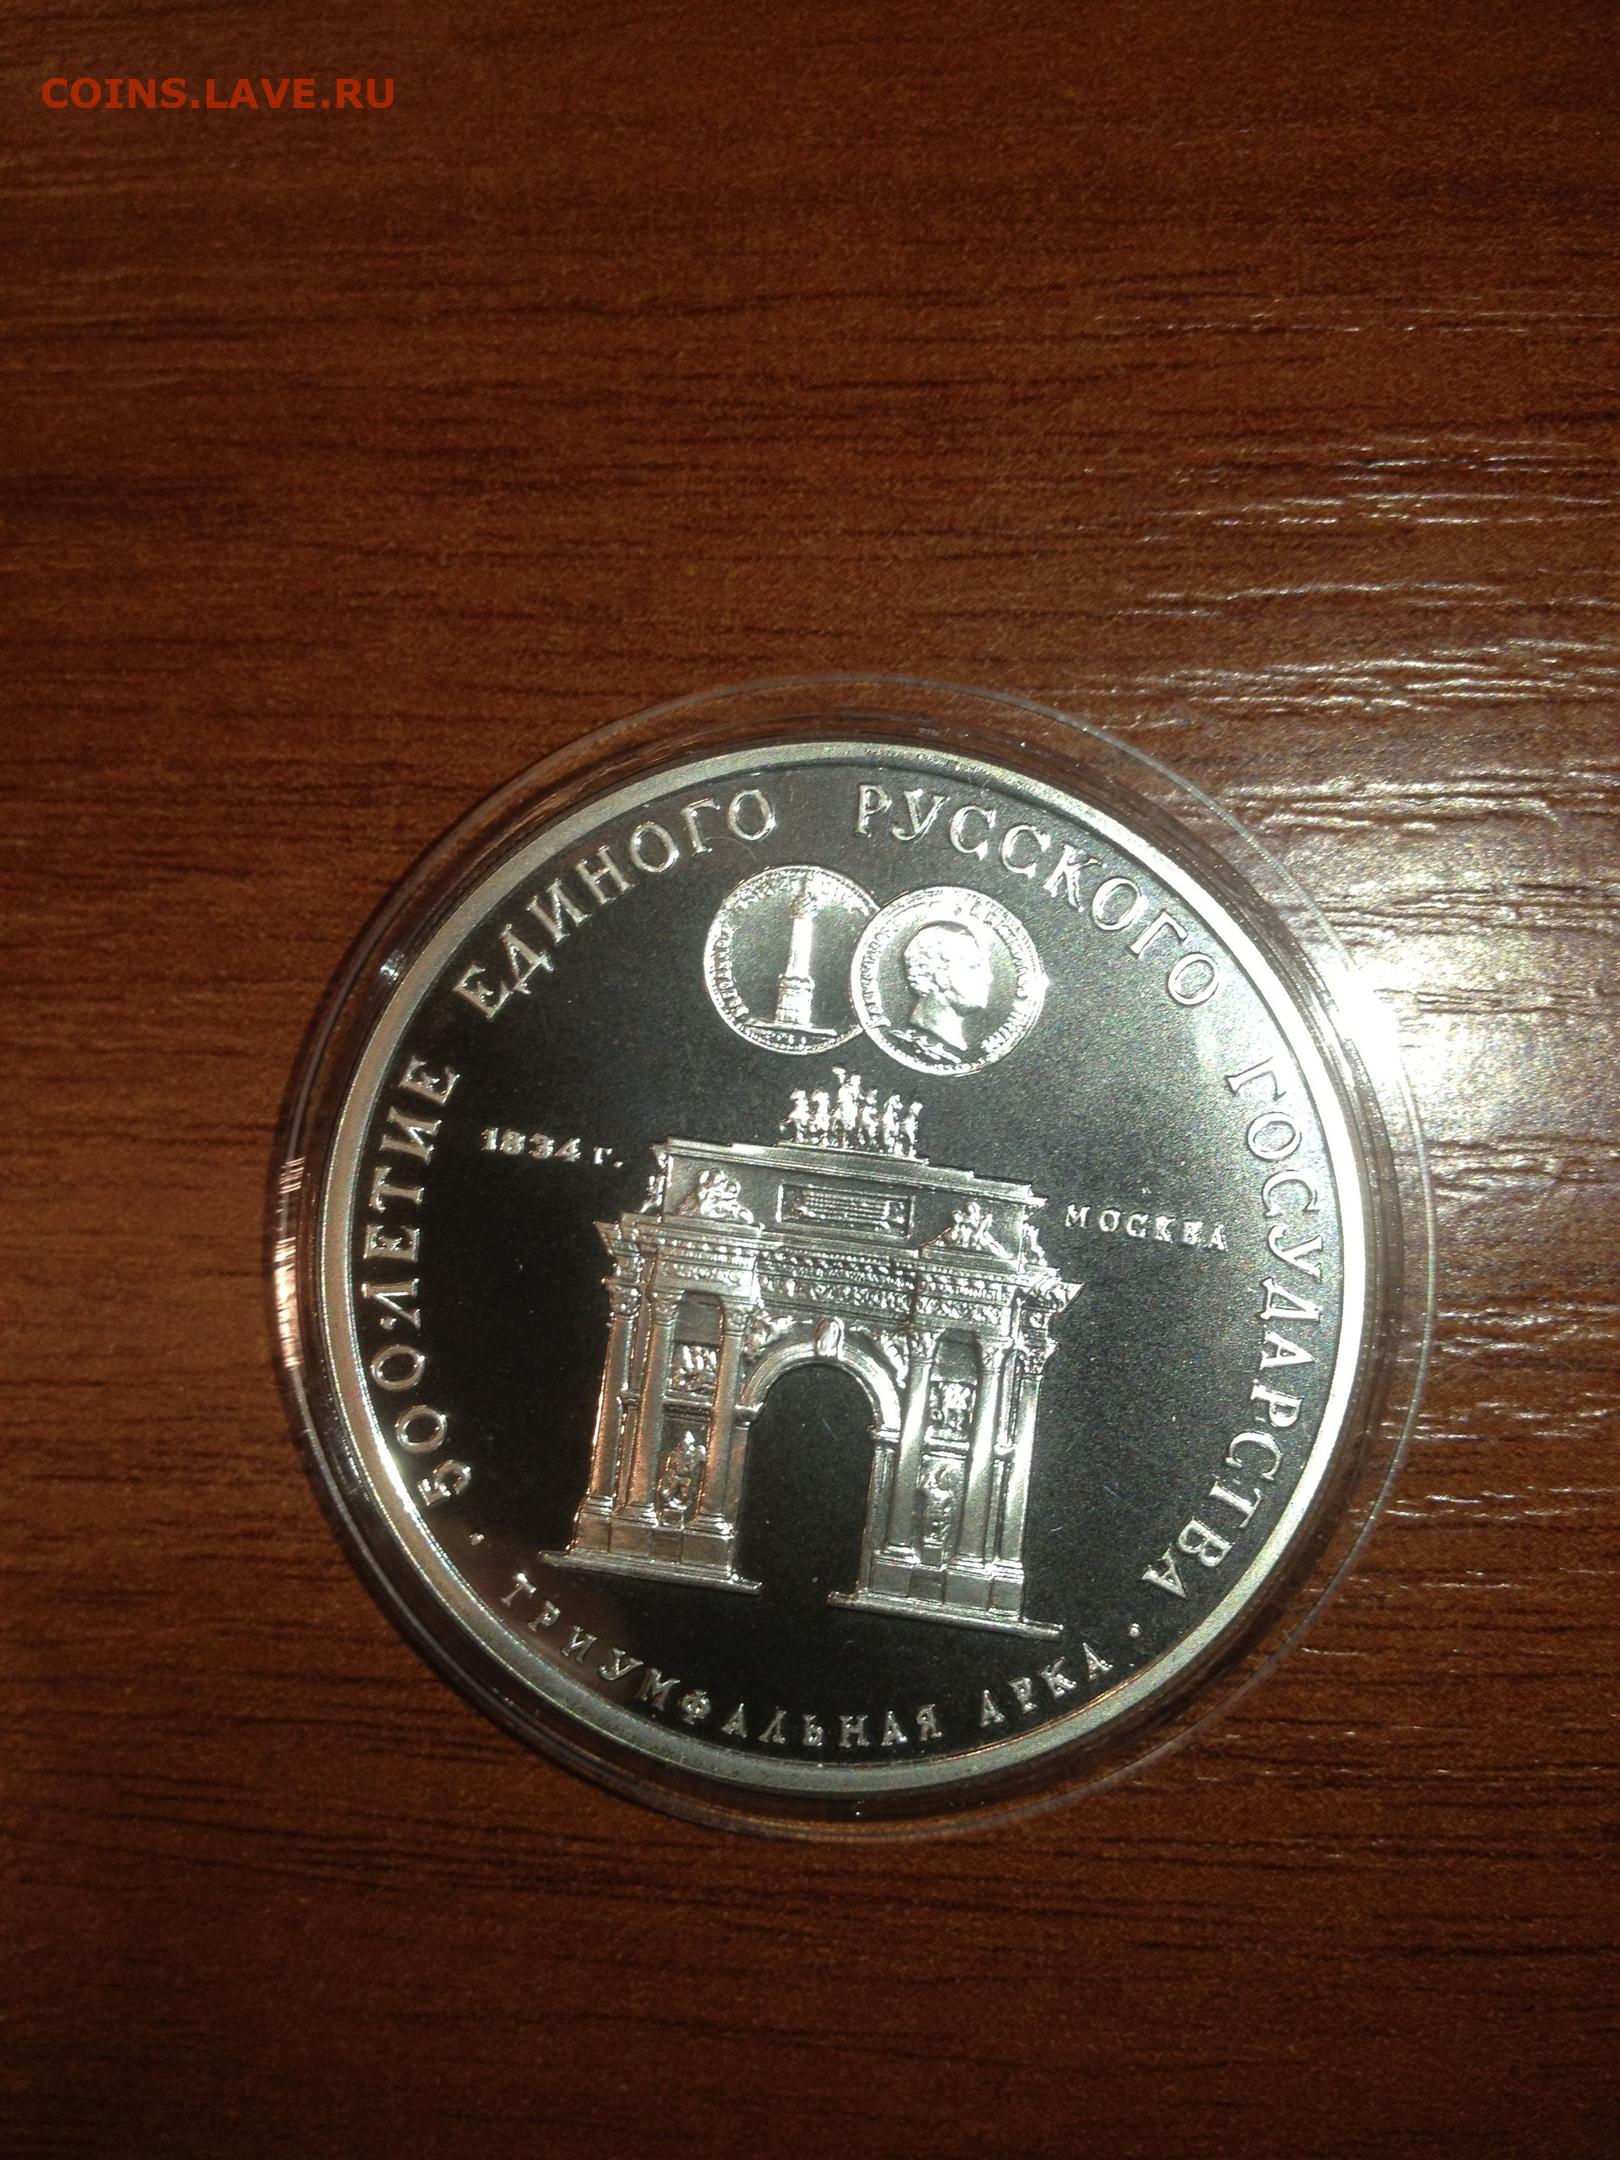 COINS.LAVE.RU
500-ЛЕТИЕ ЕДИНОГО РУССКОГО ГОСУДАРСТВА
1834 г.
МОСКВА
· ТРИУМФАЛЬНАЯ АРКА ·